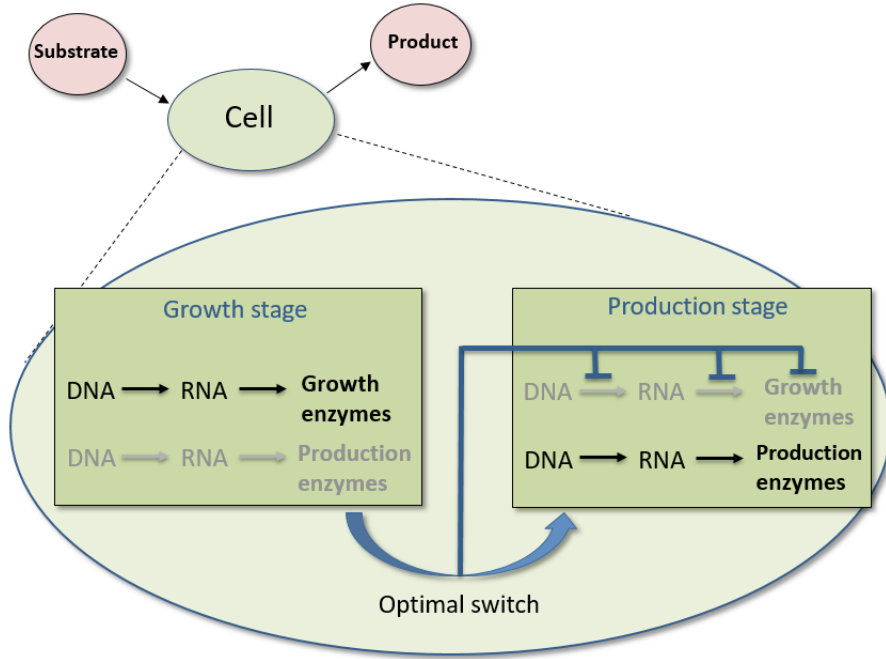 Substrate
Product
Cell
Growth stage
DNA RNA Growth
enzymes
DNA RNA Production
enzymes
Production stage
DNA RNA Growth
enzymes
DNA RNA Production
enzymes
Optimal switch